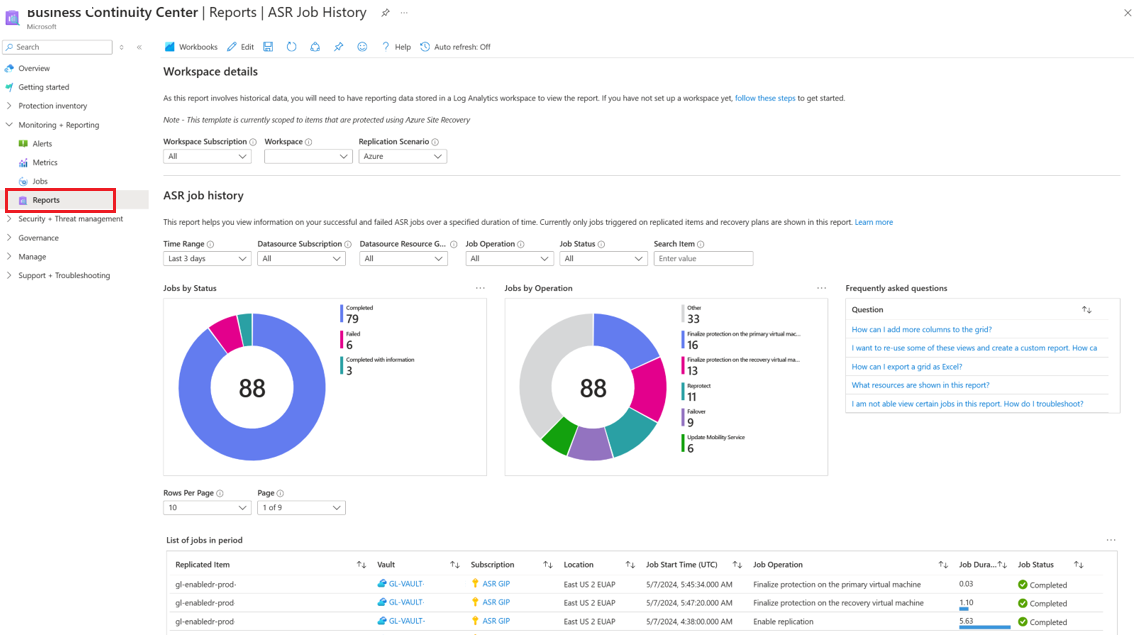 Business Continuity Center | Reports | ASR Job History
Microsoft
Search
Overview
Getting started
Protection inventory
Monitoring + Reporting
Alerts
Metrics
Jobs
Reports
Security + Threat management
Governance
Manage
Support + Troubleshooting
Workbooks Edit Help Auto refresh: Off
Workspace details
As this report involves historical data, you will need to have reporting data stored in a Log Analytics workspace to view the report. If you have not set up a workspace yet, follow these steps to get started.
Note - This template is currently scoped to items that are protected using Azure Site Recovery
Workspace Subscription Workspace Replication Scenario
All Azure
ASR job history
This report helps you view information on your successful and failed ASR jobs over a specified duration of time. Currently only jobs triggered on replicated items and recovery plans are shown in this report. Learn more
Time Range Datasource Subscription Datasource Resource G... Job Operation Job Status Search Item
Last 3 days All All All All Enter value
Jobs by Status
88
Completed
79
Failed
6
Completed with information
3
Jobs by Operation
88
Other
33
Finalize protection on the primary virtual mac...
16
Finalize protection on the recovery virtual ma...
13
Reprotect
11
Failover
9
Update Mobility Service
6
Frequently asked questions
Question
How can I add more columns to the grid?
I want to re-use some of these views and create a custom report. How ca
How can I export a grid as Excel?
What resources are shown in this report?
I am not able view certain jobs in this report. How do I troubleshoot?
Rows Per Page Page
10 1 of 9
List of jobs in period
Replicated Item Vault Subscription Location Job Start Time (UTC) Job Operation Job Dura... Job Status
gl-enabledr-prod- GL-VAULT- ASR GIP East US 2 EUAP 5/7/2024, 5:45:34.000 AM Finalize protection on the primary virtual machine 0.03 Completed
gl-enabledr-prod GL-VAULT- ASR GIP East US 2 EUAP 5/7/2024, 5:47:20.000 AM Finalize protection on the recovery virtual machine 1.10 Completed
gl-enabledr-prod GL-VAULT- ASR GIP East US 2 EUAP 5/7/2024, 4:38:00.000 AM Enable replication 5.63 Completed